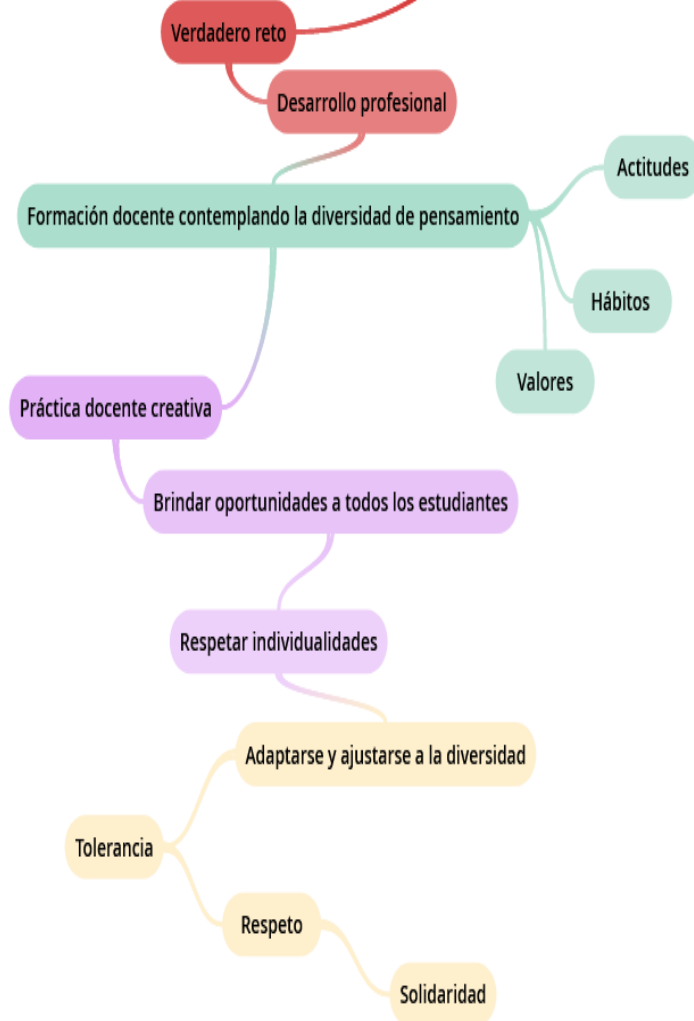 Verdadero reto
Desarrollo profesional
Actitudes
Formación docente contemplando la diversidad de pensamiento
Hábitos
Valores
Práctica docente creativa
Brindar oportunidades a todos los estudiantes
Respetar individualidades
Adaptarse y ajustarse a la diversidad
Tolerancia
Respeto
Solidaridad